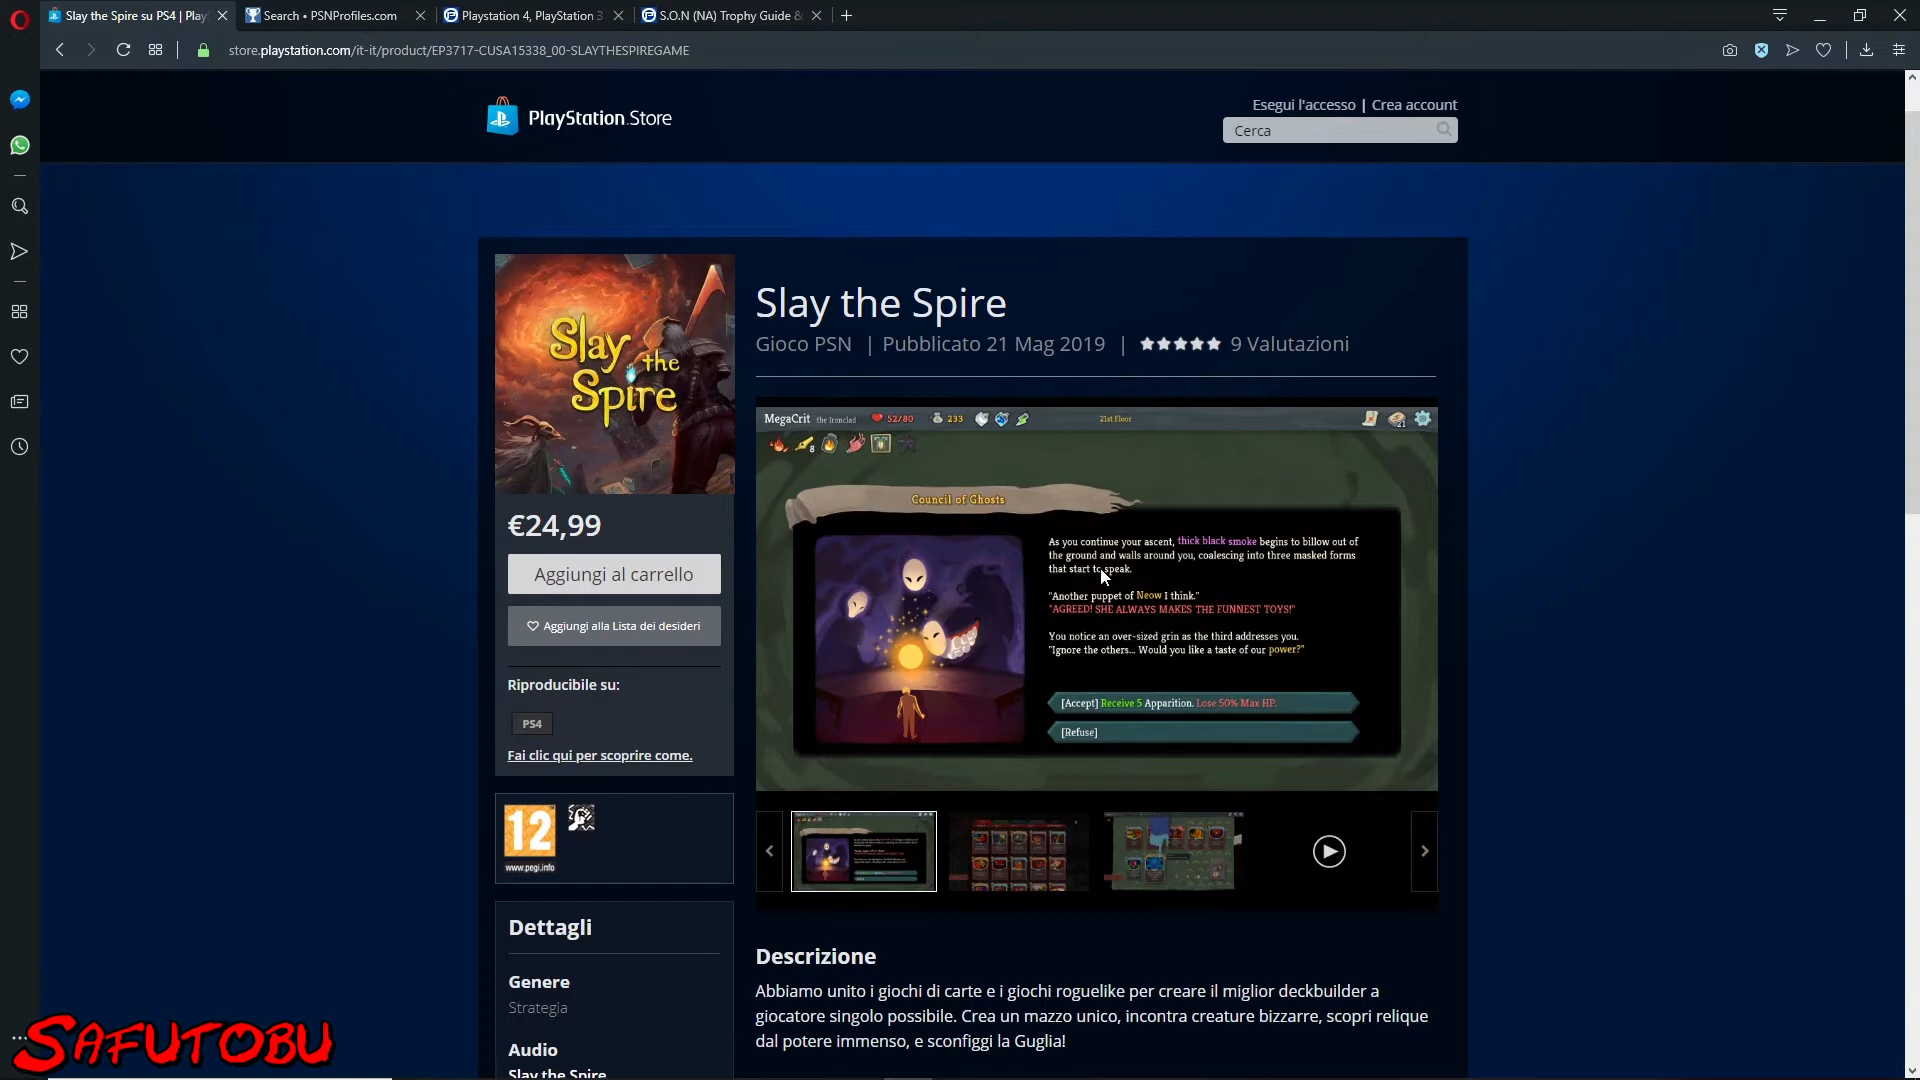 Slay the Spire su PS4 | Play
Search • PSNProfiles.com
Playstation 4, PlayStation 3
S.O.N (NA) Trophy Guide &
store.playstation.com/it-it/product/EP3717-CUSA15338_00-SLAYTHESPIREGAME
PlayStation.Store
Esegui l'accesso | Crea account
Cerca
Slay the Spire
Slay the Spire
Gioco PSN | Pubblicato 21 Mag 2019 | 9 Valutazioni
MegaCrit the Ironclad 52/80 233 21st Floor 21
8
Council of Ghosts
As you continue your ascent, thick black smoke begins to billow out of
the ground and walls around you, coalescing into three masked forms
that start to speak.
"Another puppet of Neow I think."
"AGREED! SHE ALWAYS MAKES THE FUNNEST TOYS!"
You notice an over-sized grin as the third addresses you.
"Ignore the others... Would you like a taste of our power?"
[Accept] Receive 5 Apparition. Lose 50% Max HP.
[Refuse]
€24,99
Aggiungi al carrello
Aggiungi alla Lista dei desideri
Riproducibile su:
PS4
Fai clic qui per scoprire come.
12
www.pegi.info
Dettagli
Genere
Strategia
Audio
Slay the Spire
Descrizione
Abbiamo unito i giochi di carte e i giochi roguelike per creare il miglior deckbuilder a
giocatore singolo possibile. Crea un mazzo unico, incontra creature bizzarre, scopri relique
dal potere immenso, e sconfiggi la Guglia!
SAFUTOBU